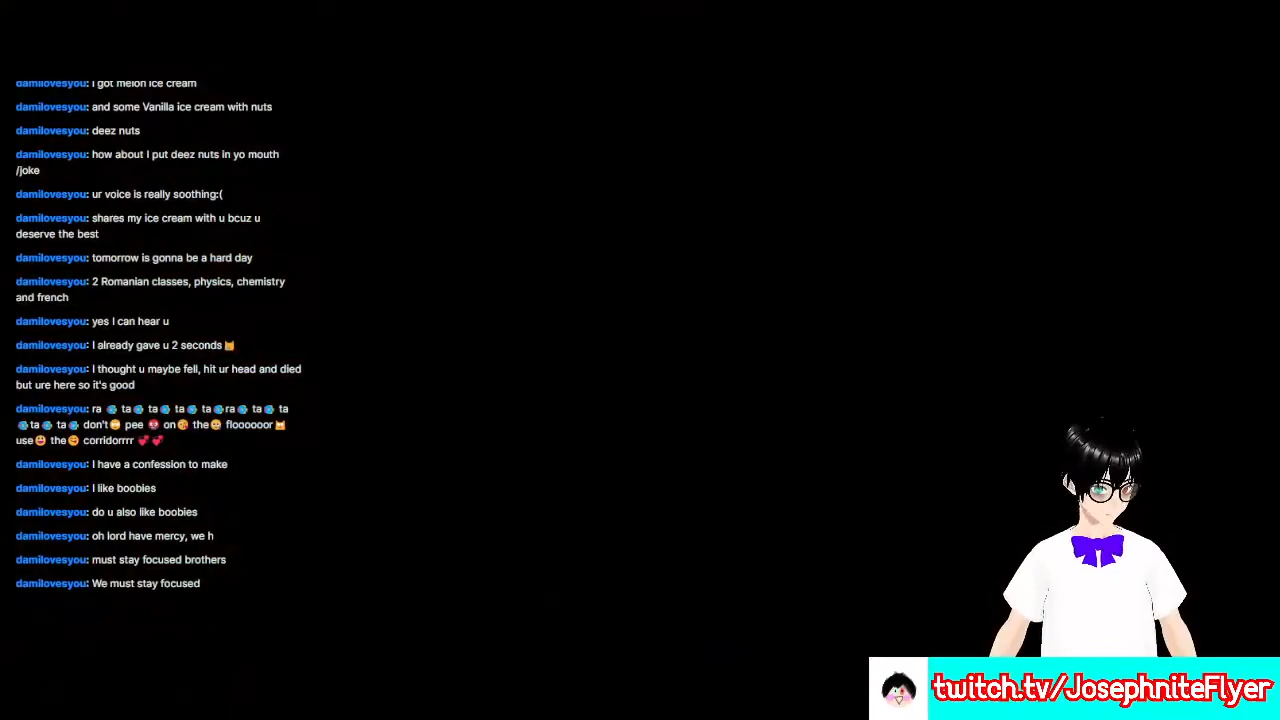 damilovesyou: I got melon ice cream
damilovesyou: and some Vanilla ice cream with nuts
damilovesyou: deez nuts
damilovesyou: how about I put deez nuts in yo mouth
/joke
damilovesyou: ur voice is really soothing:(
damilovesyou: shares my ice cream with u bcuz u
deserve the best
damilovesyou: tomorrow is gonna be a hard day
damilovesyou: 2 Romanian classes, physics, chemistry
and french
damilovesyou: yes I can hear u
damilovesyou: I already gave u 2 seconds
damilovesyou: I thought u maybe fell, hit ur head and died
but ure here so it's good
damilovesyou: ra ta ta ta ta ra ta ta
ta ta don't pee on the floooooor
use the corridorrrr 💕 💕
damilovesyou: I have a confession to make
damilovesyou: I like boobies
damilovesyou: do u also like boobies
damilovesyou: oh lord have mercy, we h
damilovesyou: must stay focused brothers
damilovesyou: We must stay focused
twitch.tv/JosephniteFlyer